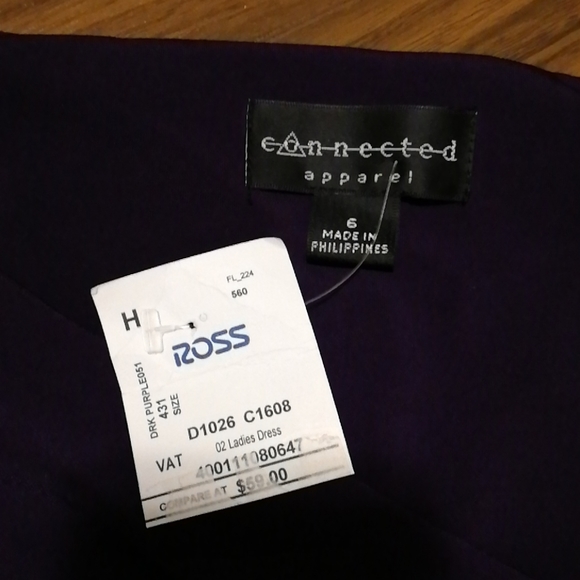 connected
apparel
6
MADE IN
PHILIPPINES
FL_224
560
H
ROSS
DRK PURPLE051
431
SIZE
D1026 C1608
02 Ladies Dress
VAT 400111080647
COMPARE AT $59.00